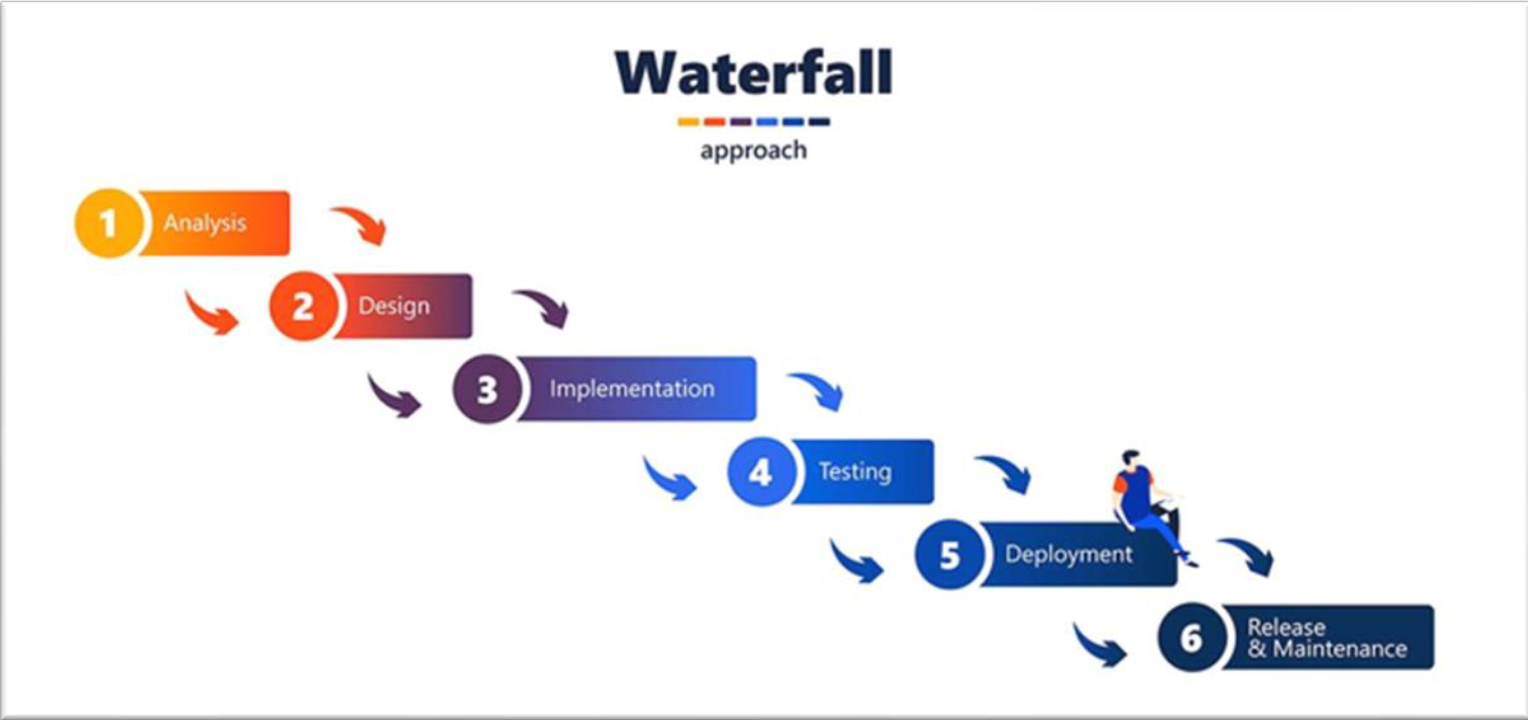 Waterfall
approach
1 Analysis
2 Design
3 Implementation
4 Testing
5 Deployment
6 Release
& Maintenance